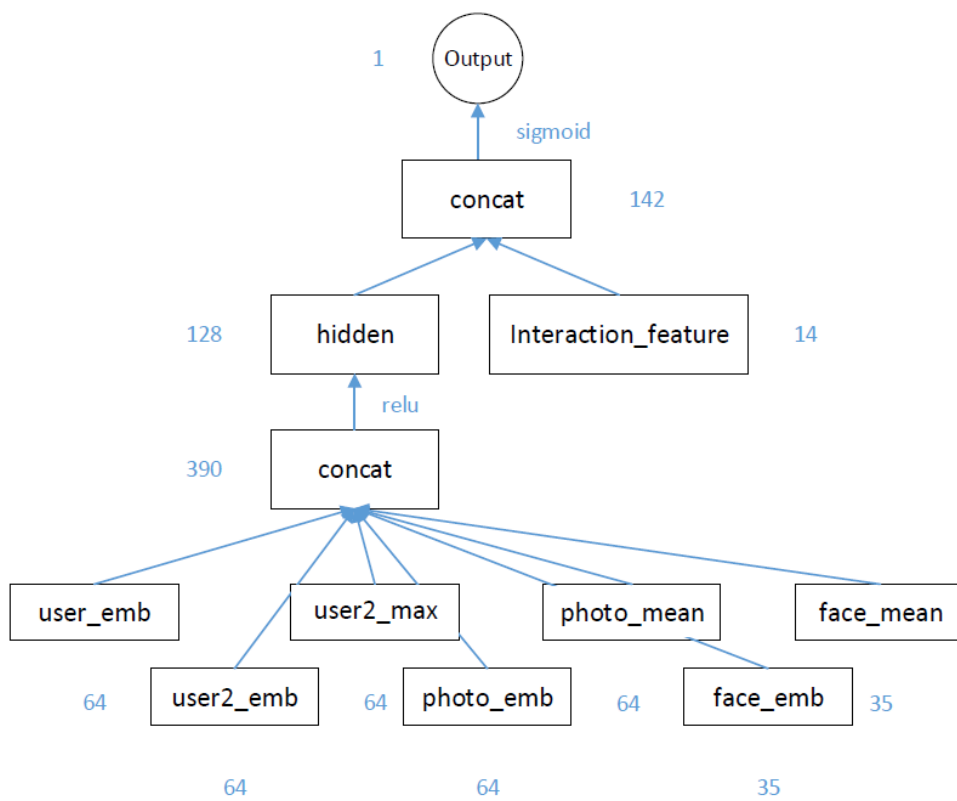 1 Output
sigmoid
concat 142
128 hidden Interaction_feature 14
relu
390 concat
user_emb user2_max photo_mean face_mean
64 user2_emb 64 photo_emb 64 face_emb 35
64 64 35